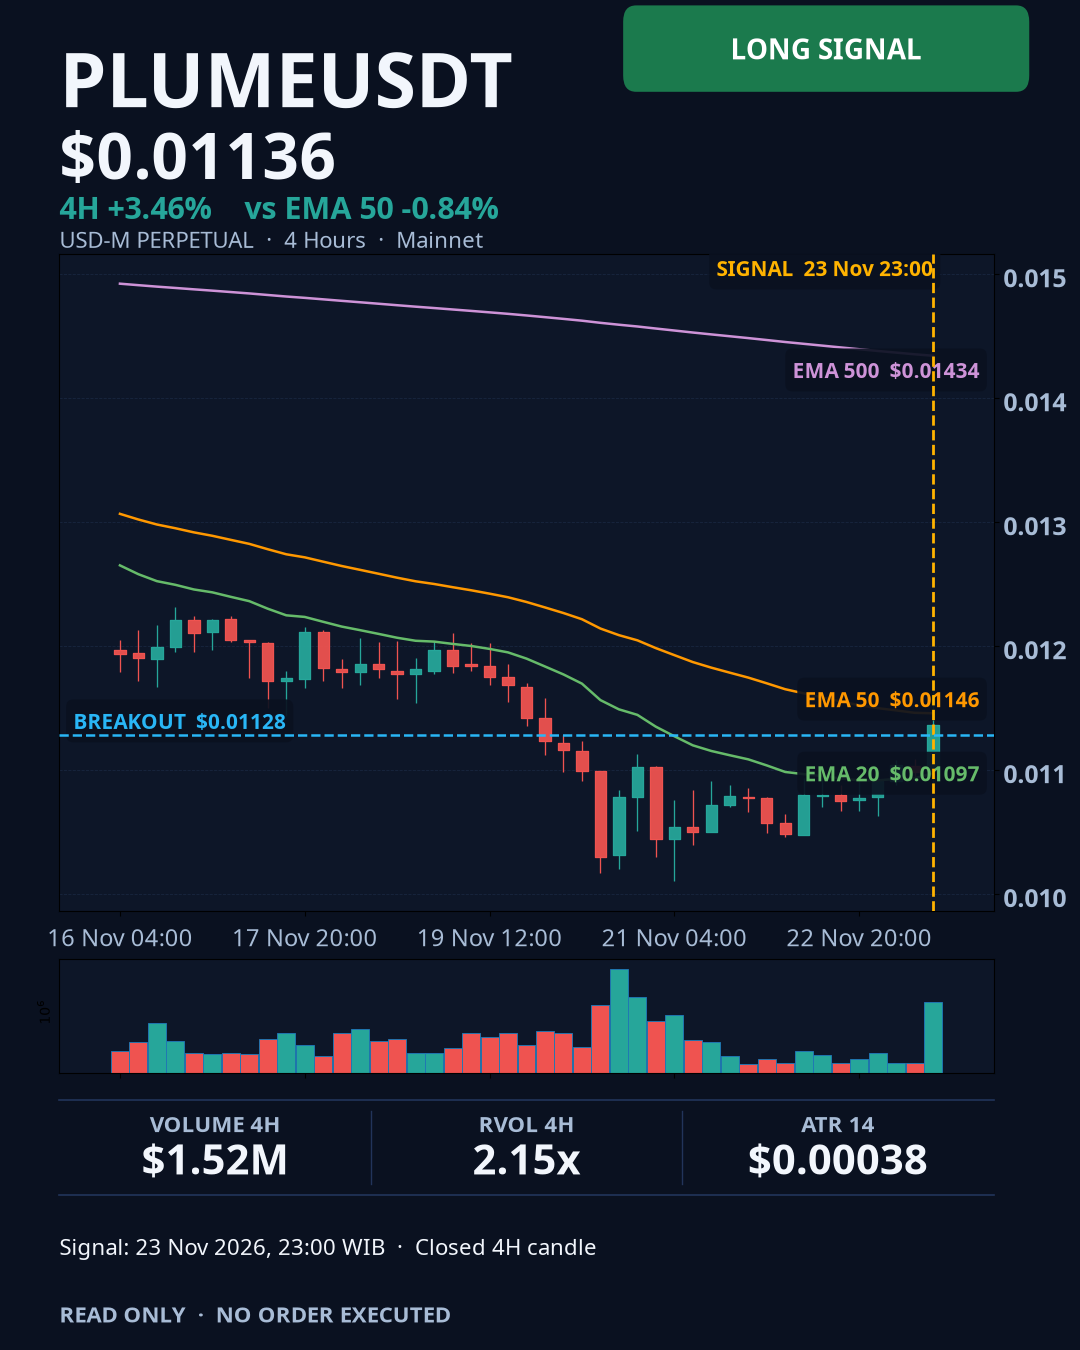 LONG SIGNAL
PLUMEUSDT
$0.01136
4H +3.46% vs EMA 50 -0.84%
USD-M PERPETUAL · 4 Hours · Mainnet
SIGNAL 23 Nov 23:00
0.015
EMA 500 $0.01434
0.014
0.013
0.012
EMA 50 $0.01146
BREAKOUT $0.01128
0.011
EMA 20 $0.01097
0.010
16 Nov 04:00 17 Nov 20:00 19 Nov 12:00 21 Nov 04:00 22 Nov 20:00
10⁶
VOLUME 4H RVOL 4H ATR 14
$1.52M 2.15x $0.00038
Signal: 23 Nov 2026, 23:00 WIB · Closed 4H candle
READ ONLY · NO ORDER EXECUTED